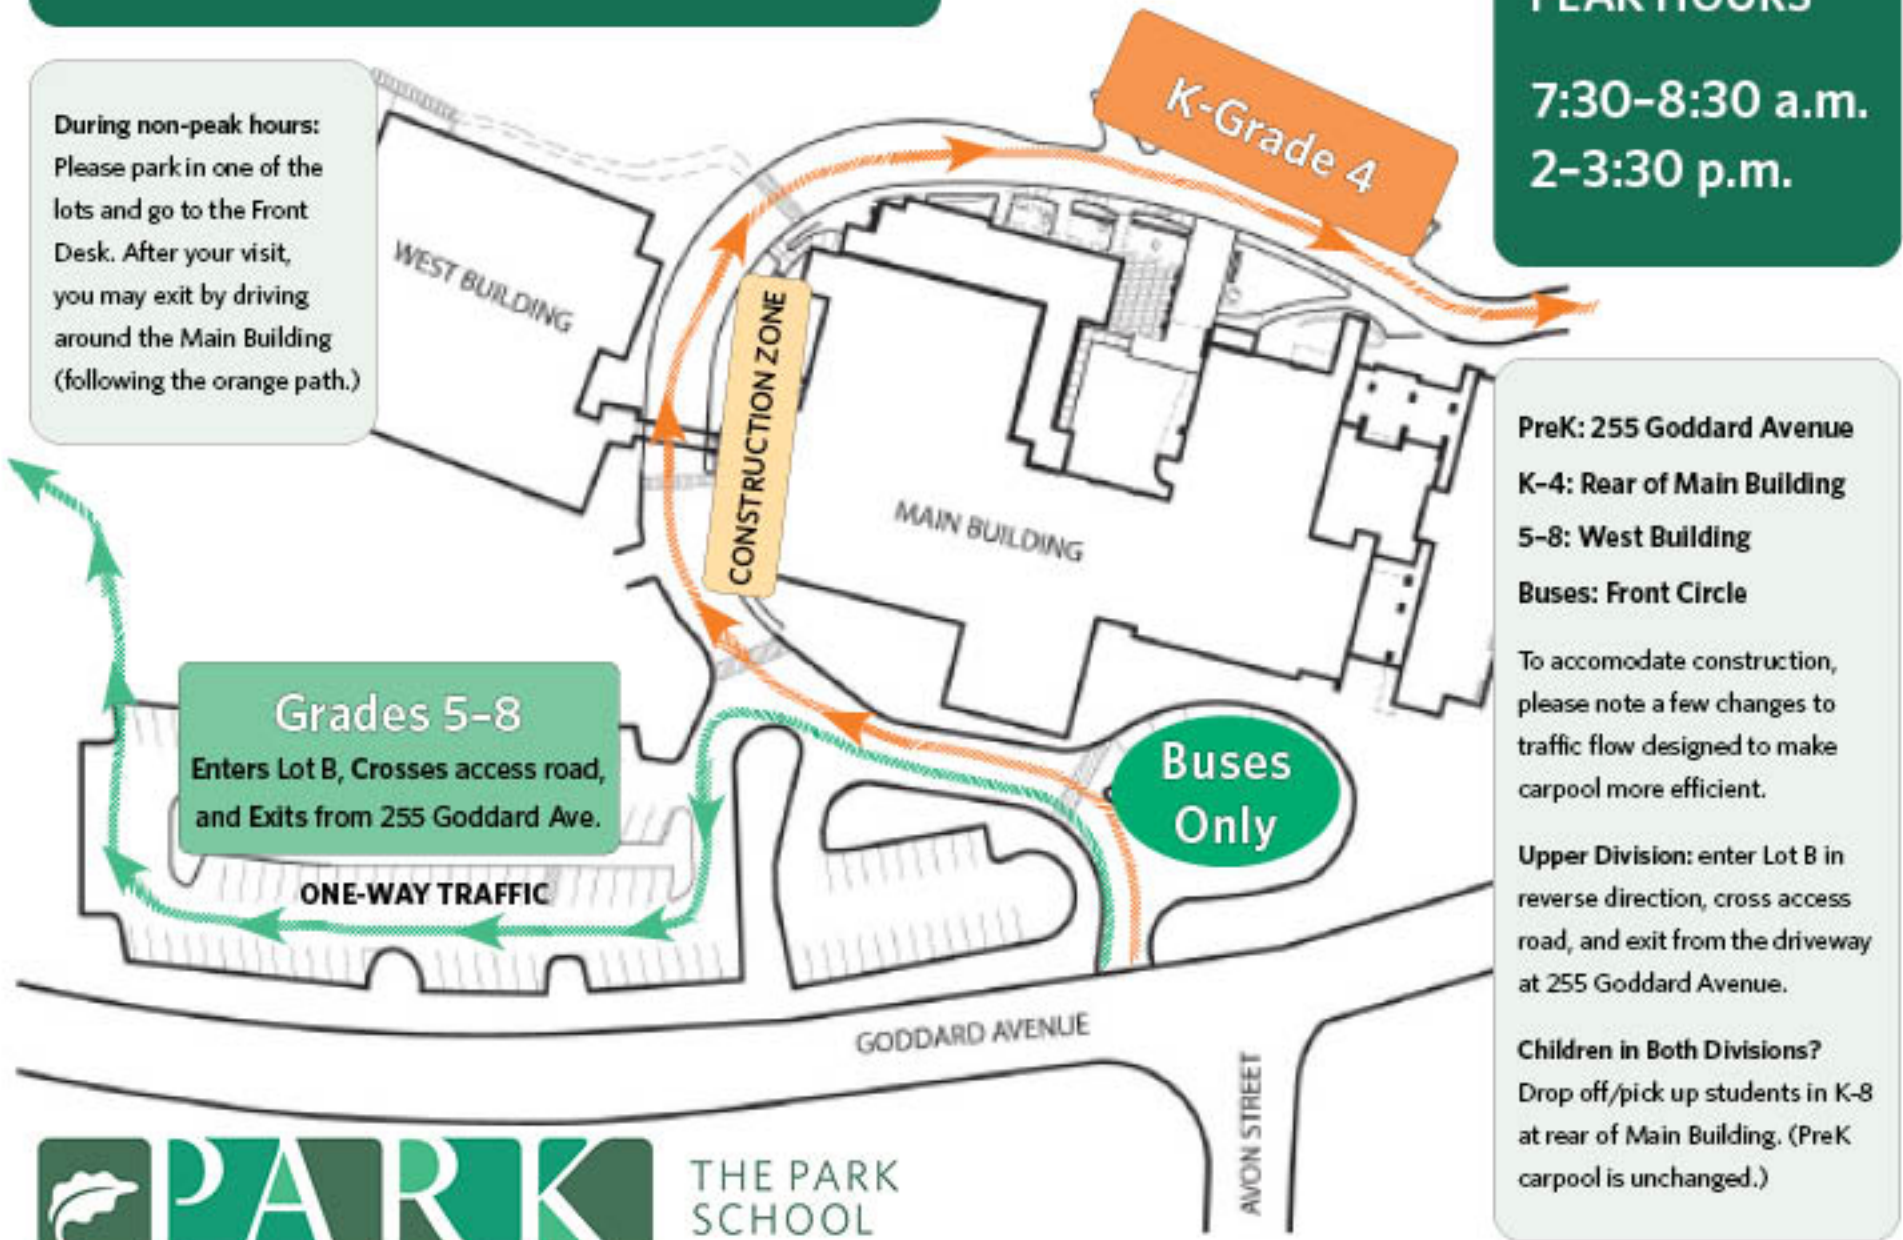 PEAK HOURS
7:30–8:30 a.m.
2–3:30 p.m.
During non-peak hours:
Please park in one of the
lots and go to the Front
Desk. After your visit,
you may exit by driving
around the Main Building
(following the orange path.)
K-Grade 4
WEST BUILDING
CONSTRUCTION ZONE
MAIN BUILDING
Grades 5–8
Enters Lot B, Crosses access road,
and Exits from 255 Goddard Ave.
ONE-WAY TRAFFIC
Buses
Only
GODDARD AVENUE
AVON STREET
PreK: 255 Goddard Avenue
K–4: Rear of Main Building
5–8: West Building
Buses: Front Circle
To accomodate construction,
please note a few changes to
traffic flow designed to make
carpool more efficient.
Upper Division: enter Lot B in
reverse direction, cross access
road, and exit from the driveway
at 255 Goddard Avenue.
Children in Both Divisions?
Drop off/pick up students in K-8
at rear of Main Building. (PreK
carpool is unchanged.)
PARK
THE PARK
SCHOOL